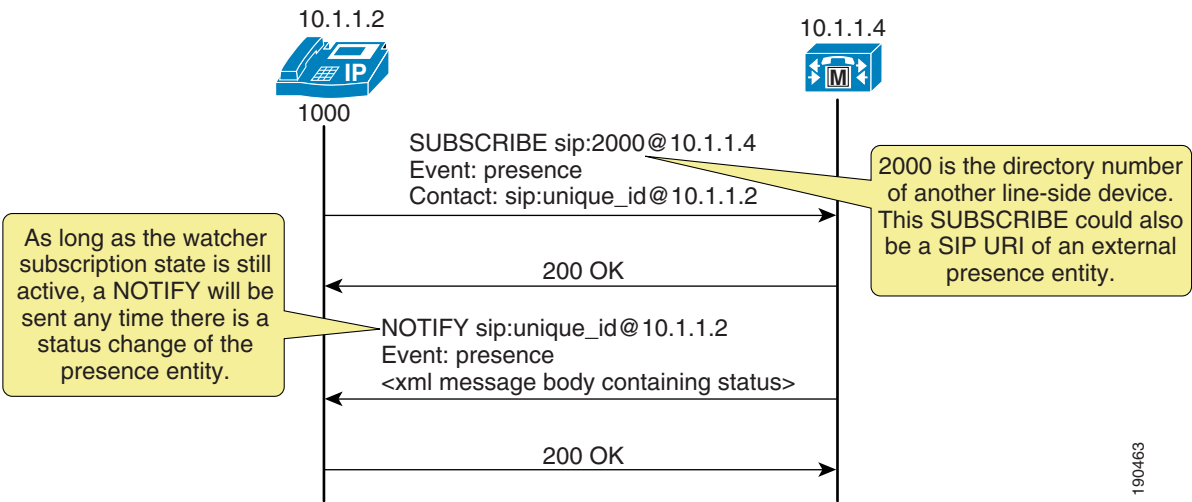 10.1.1.2
10.1.1.4
IP
M
1000
SUBSCRIBE sip:2000@10.1.1.4
Event: presence
Contact: sip:unique_id@10.1.1.2
2000 is the directory number
of another line-side device.
This SUBSCRIBE could also
be a SIP URI of an external
presence entity.
As long as the watcher
subscription state is still
active, a NOTIFY will be
sent any time there is a
status change of the
presence entity.
200 OK
NOTIFY sip:unique_id@10.1.1.2
Event: presence
<xml message body containing status>
200 OK
190463